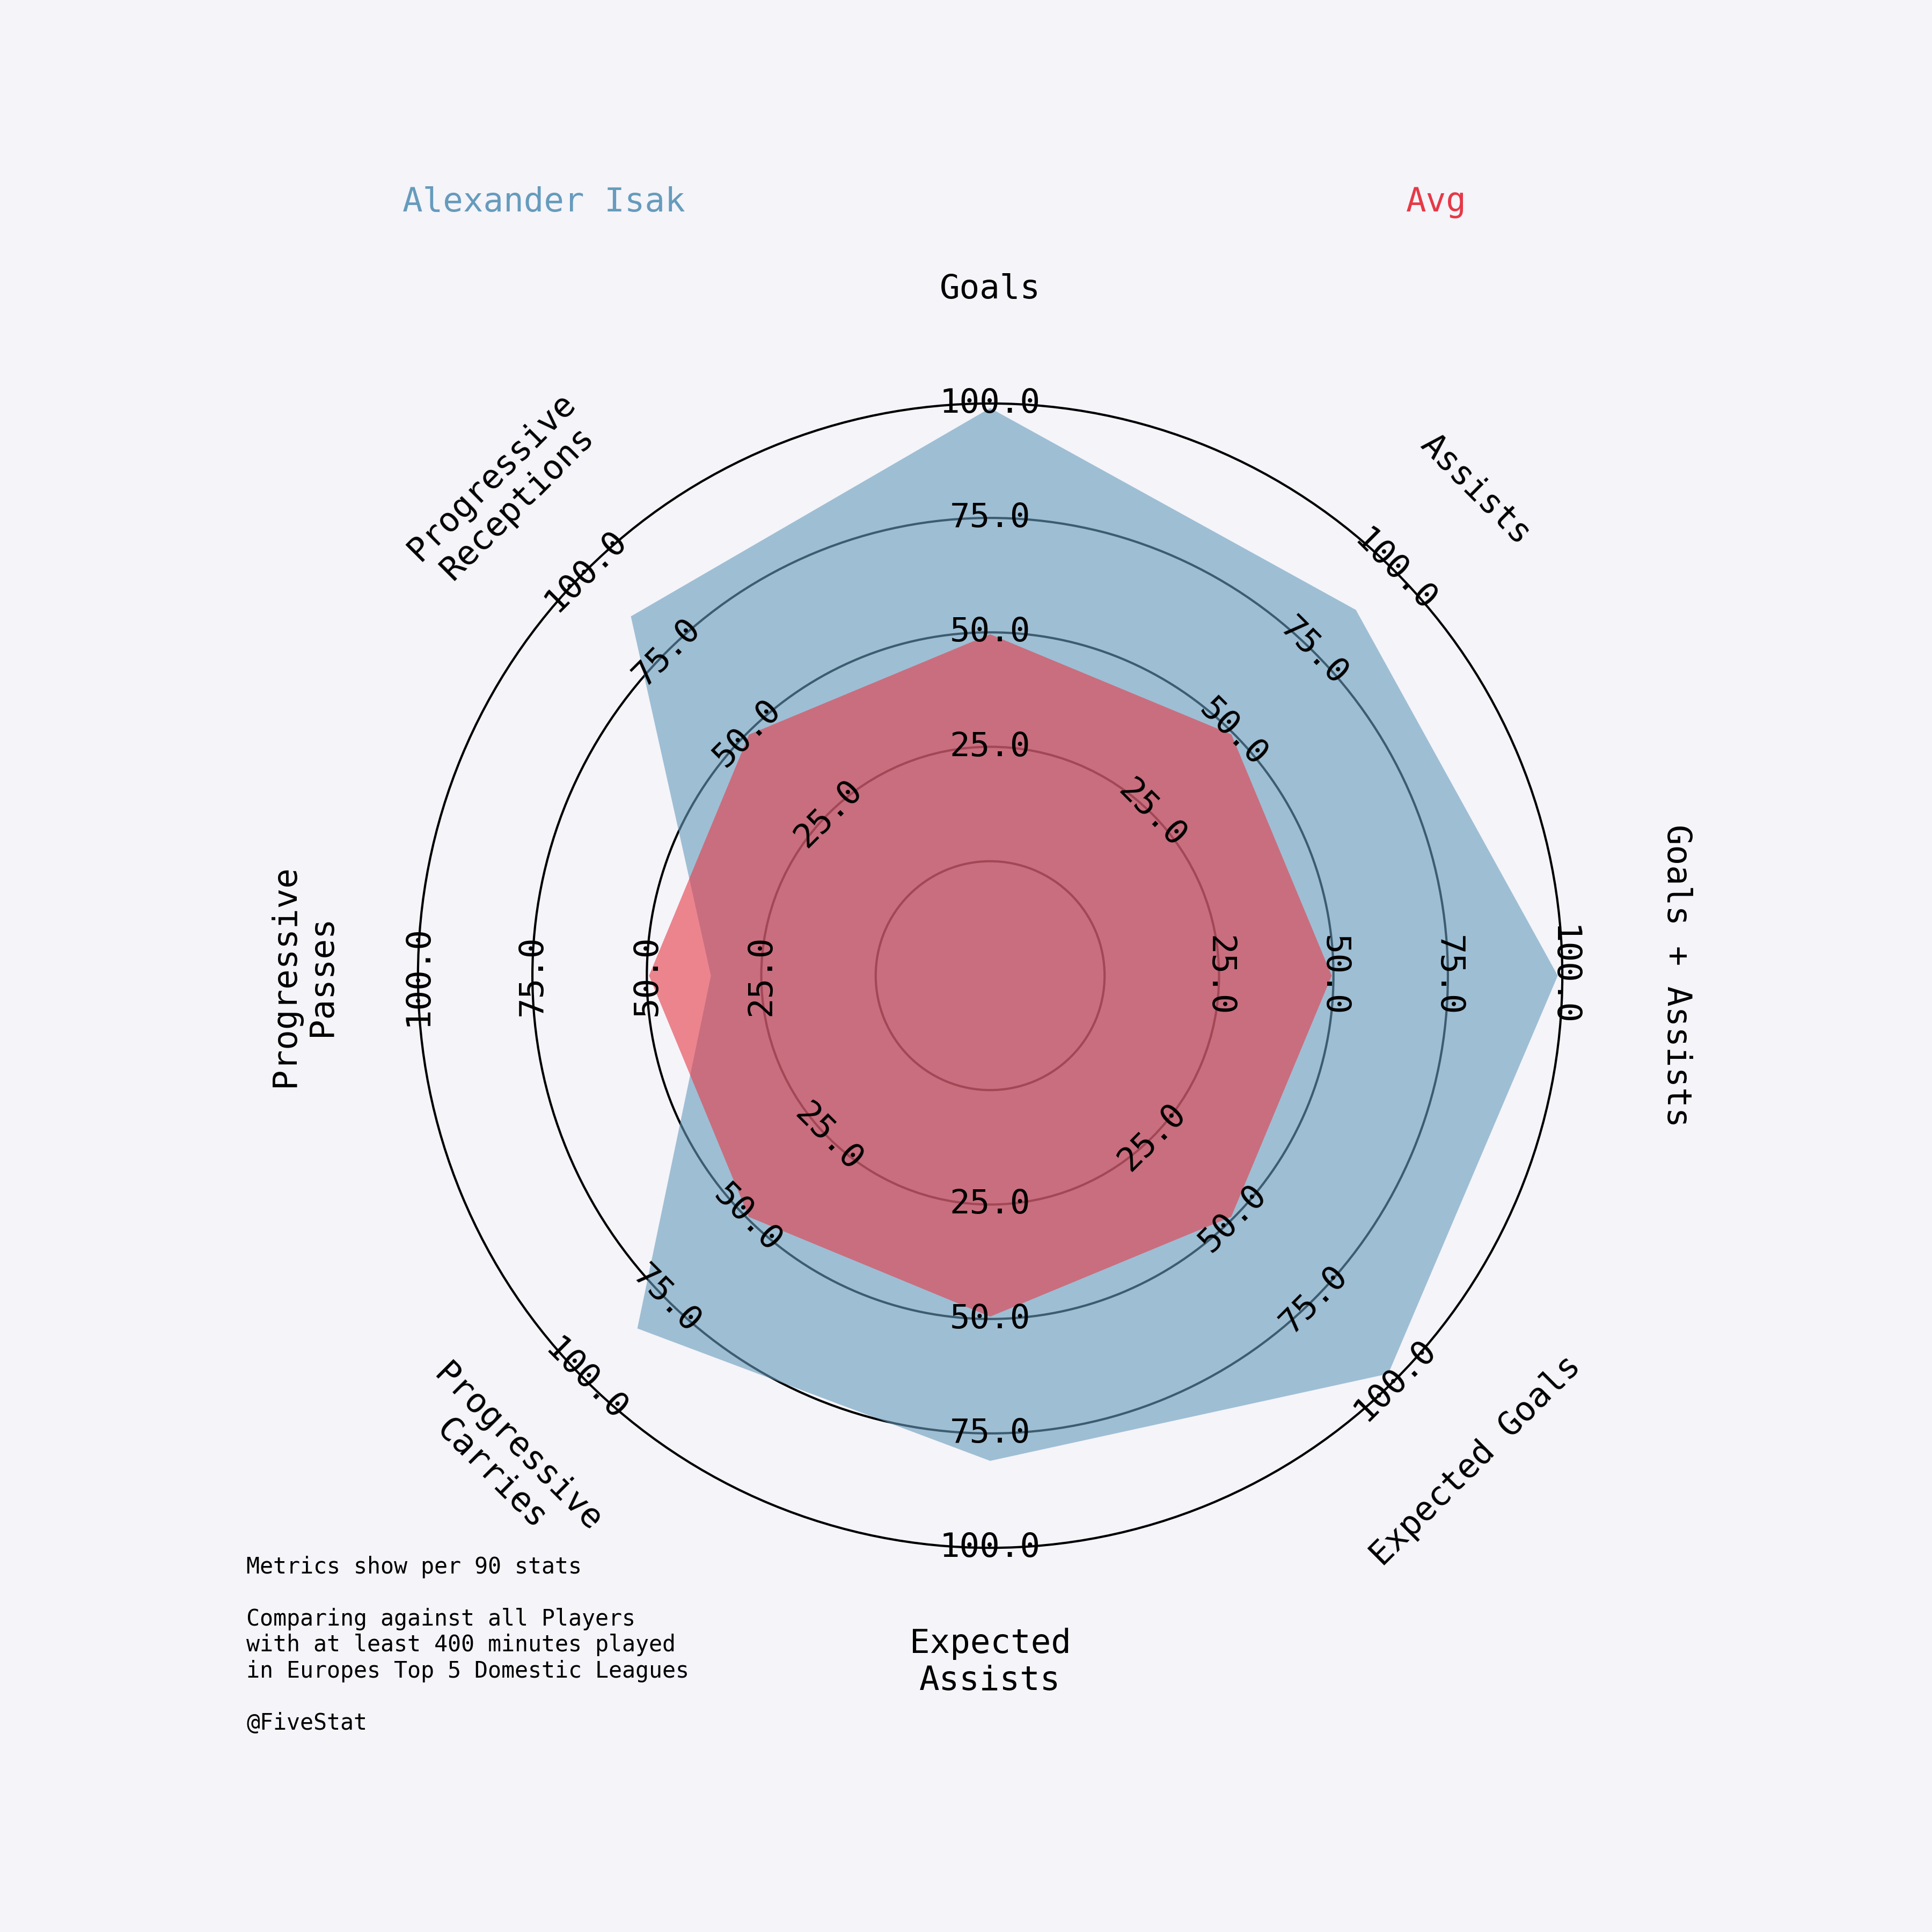 Alexander Isak
Avg
Goals
Assists
Goals + Assists
Expected Goals
Expected
Assists
Progressive
Carries
Progressive
Passes
Progressive
Receptions
25.0
50.0
75.0
100.0
25.0
50.0
75.0
100.0
25.0
50.0
75.0
100.0
25.0
50.0
75.0
100.0
25.0
50.0
75.0
100.0
25.0
50.0
75.0
100.0
25.0
50.0
75.0
100.0
25.0
50.0
75.0
100.0
Metrics show per 90 stats
Comparing against all Players
with at least 400 minutes played
in Europes Top 5 Domestic Leagues
@FiveStat